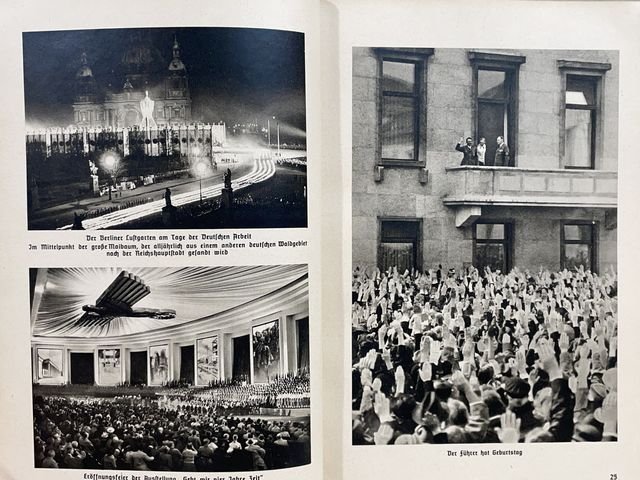 Der Berliner Lustgarten am Tage der Deutschen Arbeit
Im Mittelpunkt der große Maibaum, der alljährlich aus einem anderen deutschen Waldgebiet
nach der Reichshauptstadt gesandt wird
Eröffnungsfeier der Ausstellung „Gebt mir vier Jahre Zeit"
Der Führer hat Geburtstag
25